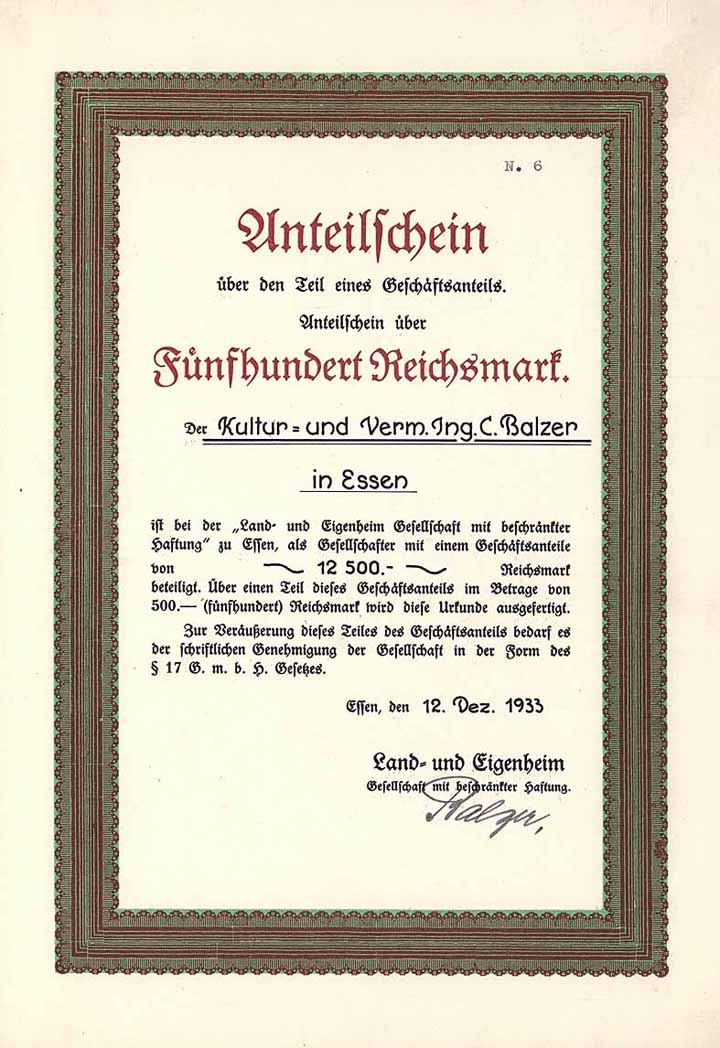 N. 6
Anteilschein
über den Teil eines Geschäftsanteils.
Anteilschein über
Fünfhundert Reichsmark.
Der Kultur= und Verm. Ing. C. Balzer
in Essen
ist bei der „Land- und Eigenheim Gesellschaft mit beschränkter
Haftung" zu Essen, als Gesellschafter mit einem Geschäftsanteile
von ~ 12 500.- ~ Reichsmark
beteiligt. Über einen Teil dieses Geschäftsanteils im Betrage von
500.— (fünfhundert) Reichsmark wird diese Urkunde ausgefertigt.
Zur Veräußerung dieses Teiles des Geschäftsanteils bedarf es
der schriftlichen Genehmigung der Gesellschaft in der Form des
§ 17 G. m. b. H. Gesetzes.
Essen, den 12. Dez. 1933
Land- und Eigenheim
Gesellschaft mit beschränkter Haftung.
Balzer,